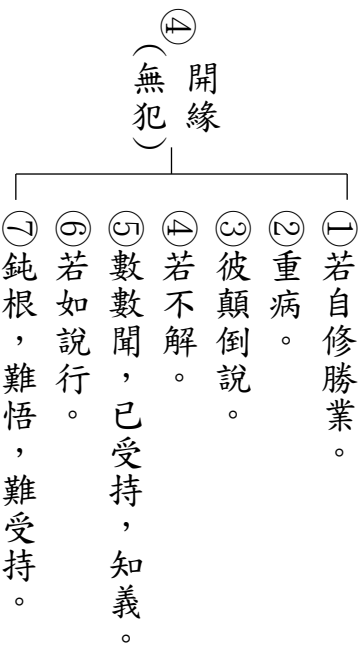 ④開緣
(無犯)
①若自修勝業。
②重病。
③彼顛倒說。
④若不解。
⑤數數聞，已受持，知義。
⑥若如說行。
⑦鈍根，難悟，難受持。